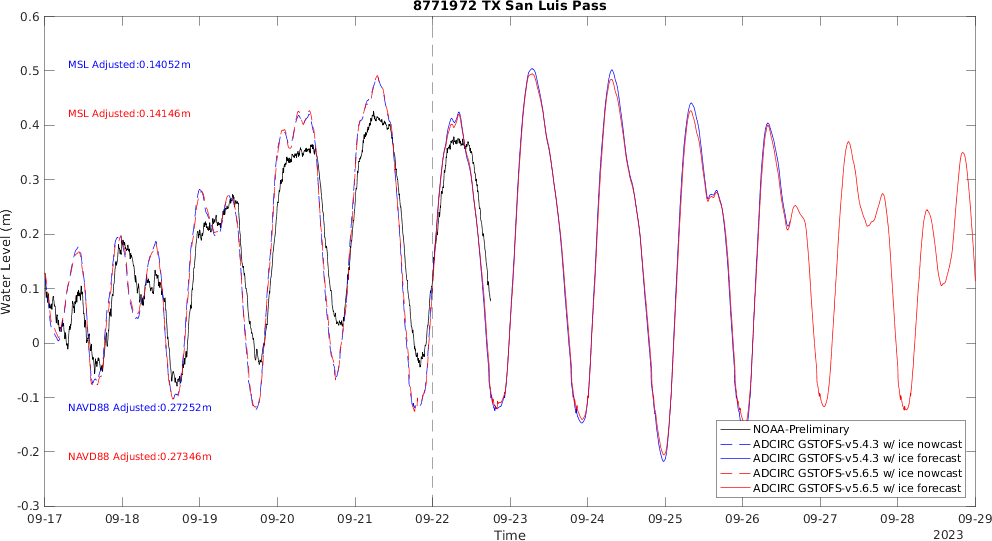 8771972 TX San Luis Pass
0.6
0.5
0.4
0.3
0.2
0.1
0
-0.1
-0.2
-0.3
Water Level (m)
MSL Adjusted:0.14052m
MSL Adjusted:0.14146m
NAVD88 Adjusted:0.27252m
NAVD88 Adjusted:0.27346m
NOAA-Preliminary
ADCIRC GSTOFS-v5.4.3 w/ ice nowcast
ADCIRC GSTOFS-v5.4.3 w/ ice forecast
ADCIRC GSTOFS-v5.6.5 w/ ice nowcast
ADCIRC GSTOFS-v5.6.5 w/ ice forecast
09-17 09-18 09-19 09-20 09-21 09-22 09-23 09-24 09-25 09-26 09-27 09-28 09-29
Time
2023